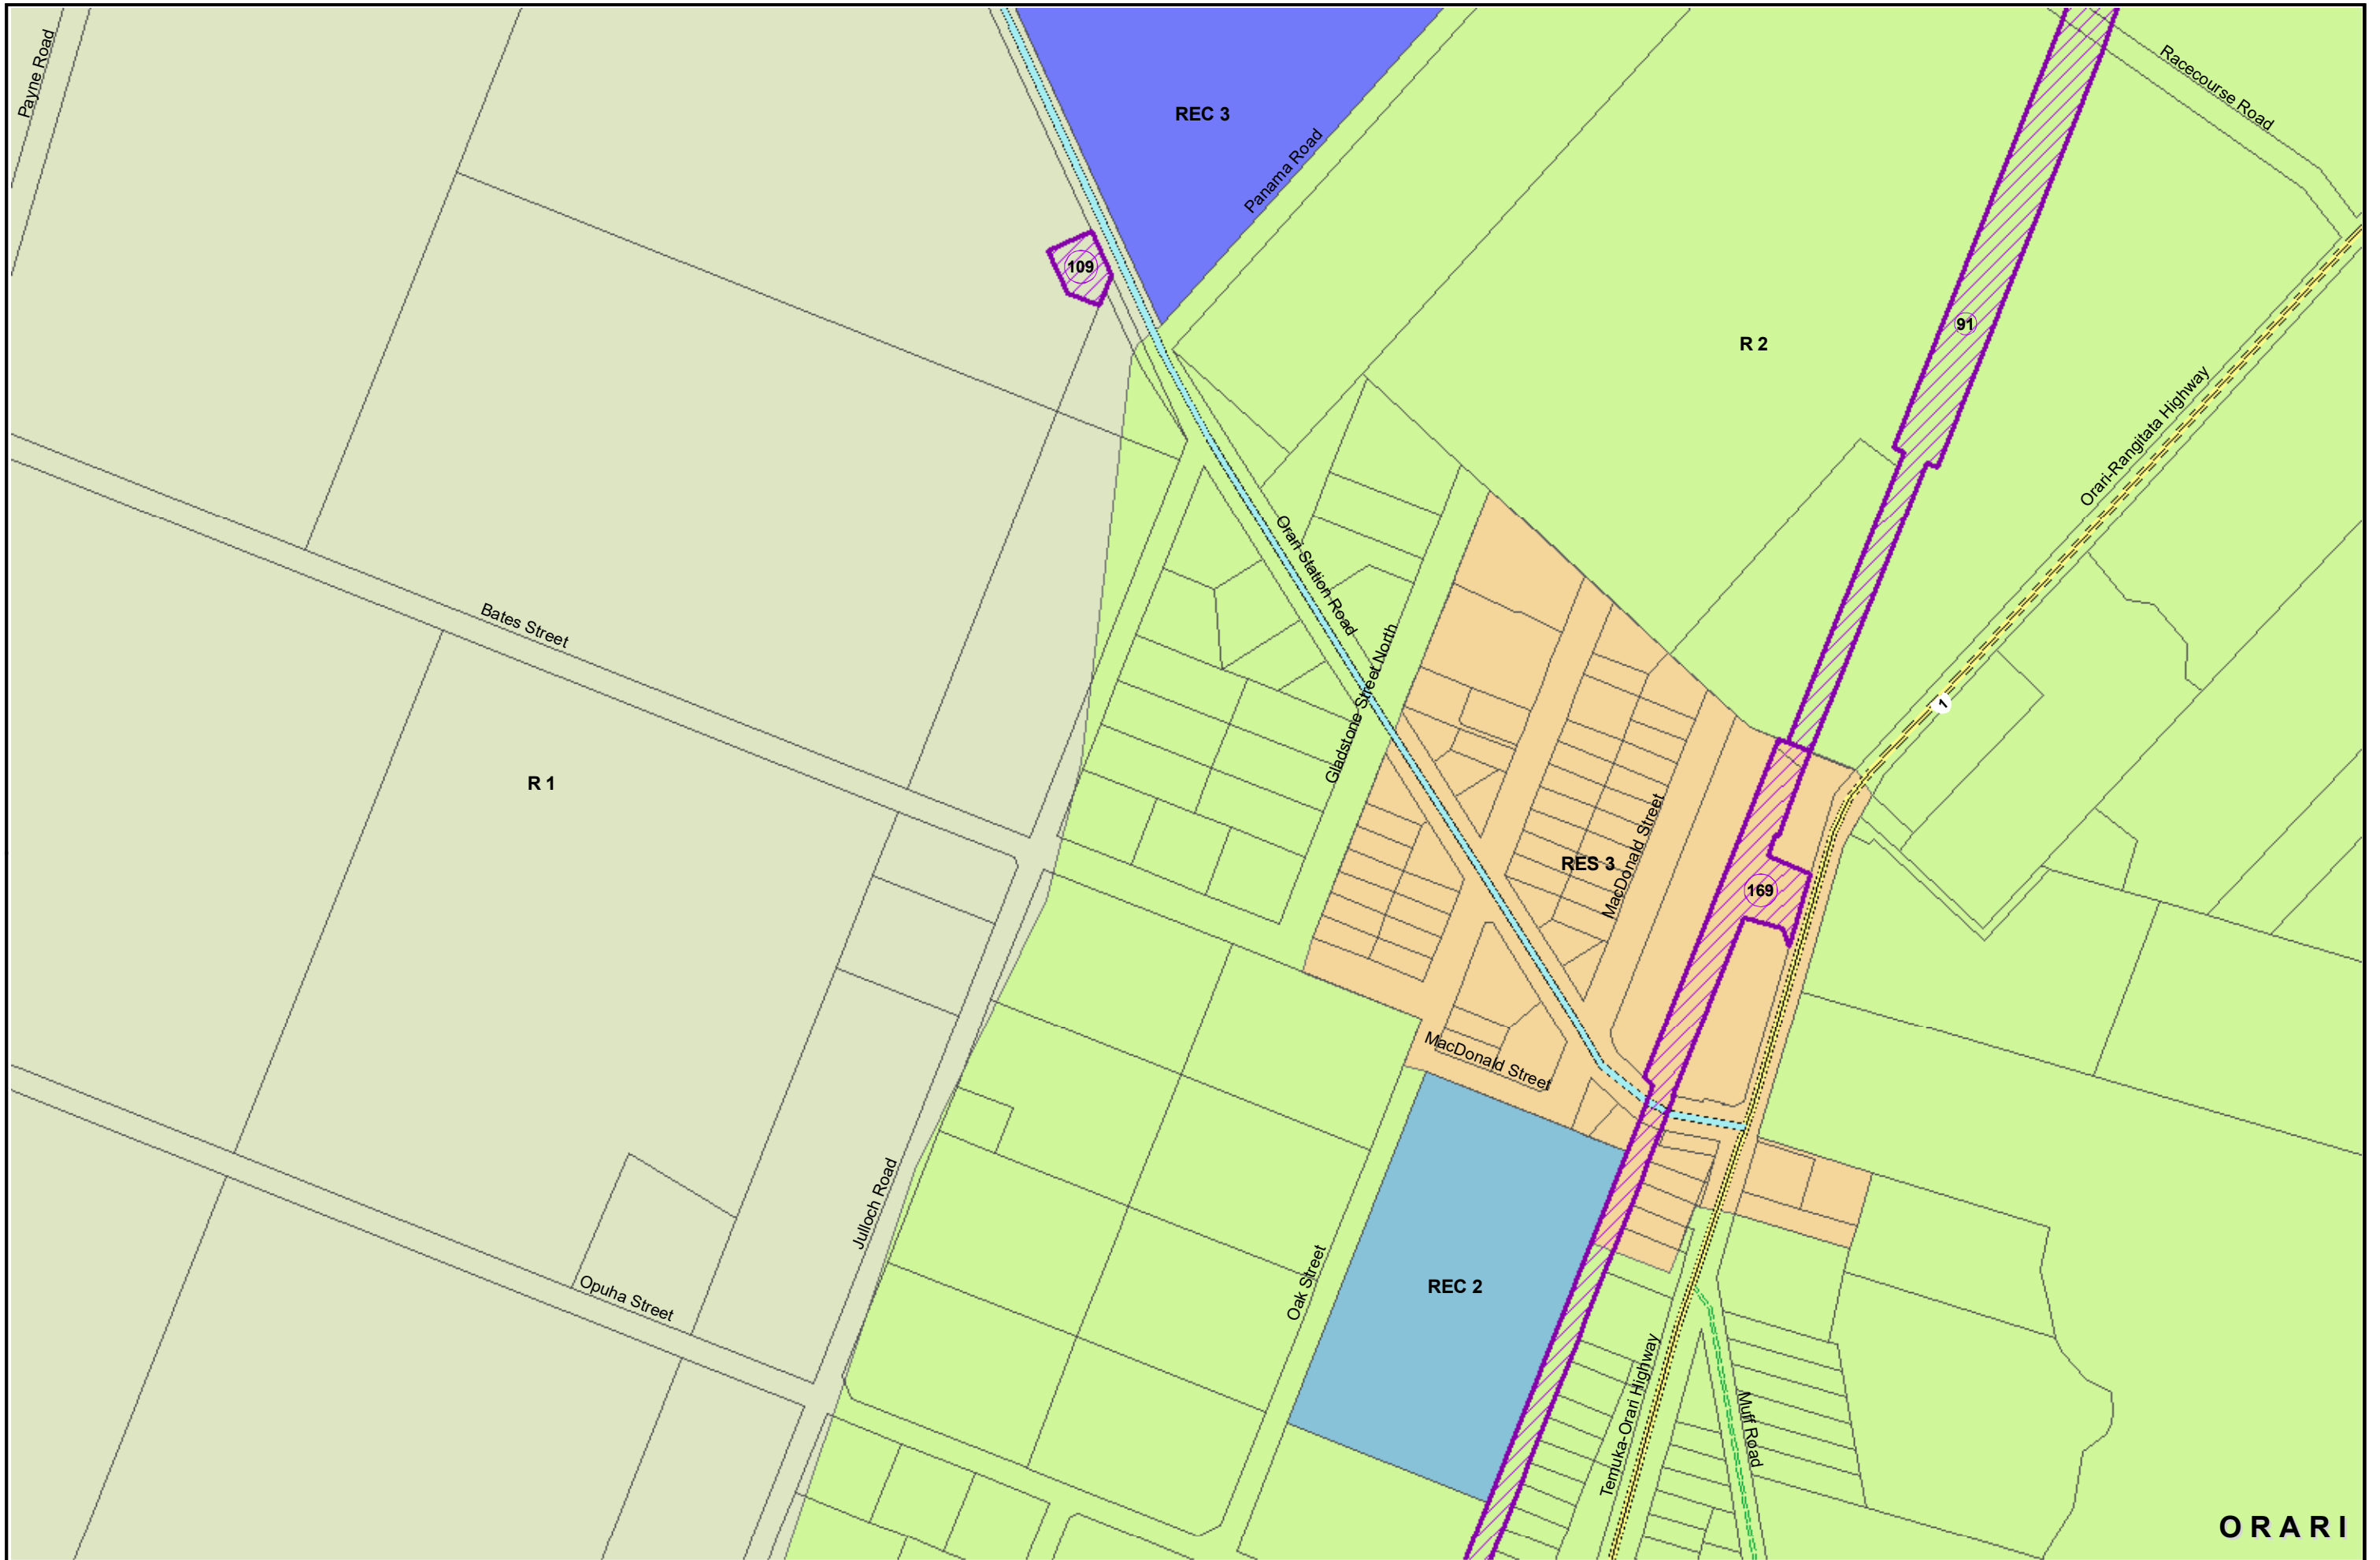 Payne Road
REC 3
Racecourse Road
Panama Road
109
91
R 2
Orari-Rangitata Highway
Orari Station Road
Bates Street
Gladstone Street North
1
R 1
MacDonald Street
RES 3
169
MacDonald Street
Julloch Road
Oak Street
REC 2
Opuha Street
Temuka-Orari Highway
Muff Road
ORARI